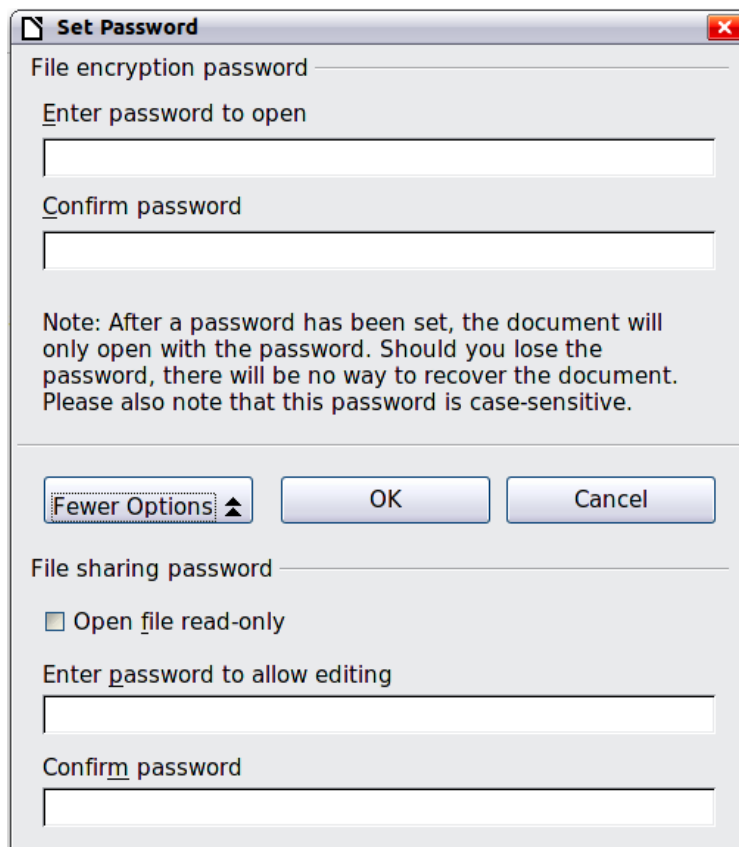 Set Password
File encryption password
Enter password to open
Confirm password
Note: After a password has been set, the document will
only open with the password. Should you lose the
password, there will be no way to recover the document.
Please also note that this password is case-sensitive.
Fewer Options OK Cancel
File sharing password
Open file read-only
Enter password to allow editing
Confirm password